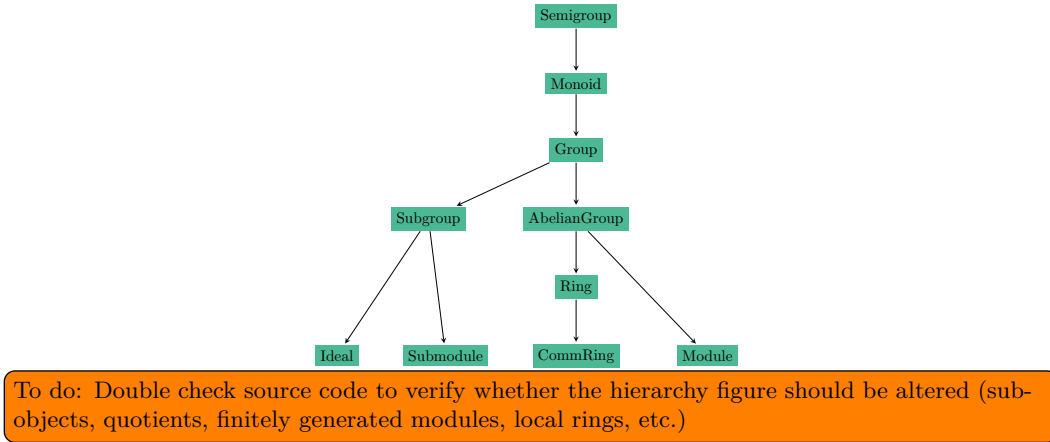 Semigroup
Monoid
Group
Subgroup AbelianGroup
Ring
Ideal Submodule CommRing Module
To do: Double check source code to verify whether the hierarchy figure should be altered (sub-
objects, quotients, finitely generated modules, local rings, etc.)